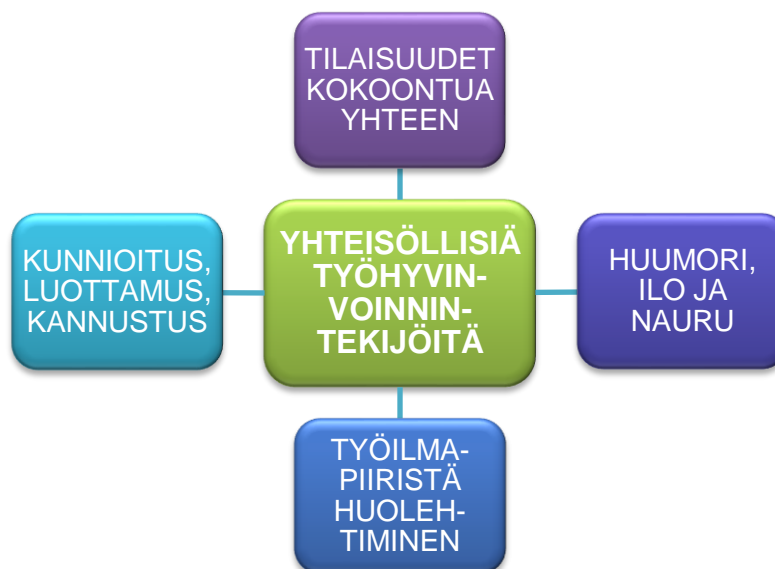 TILAISUUDET
KOKOONTUA
YHTEEN
KUNNIOITUS,
LUOTTAMUS,
KANNUSTUS
YHTEISÖLLISIÄ
TYÖHYVIN-
VOINNIN-
TEKIJÖITÄ
HUUMORI,
ILO JA
NAURU
TYÖILMA-
PIIRISTÄ
HUOLEH-
TIMINEN